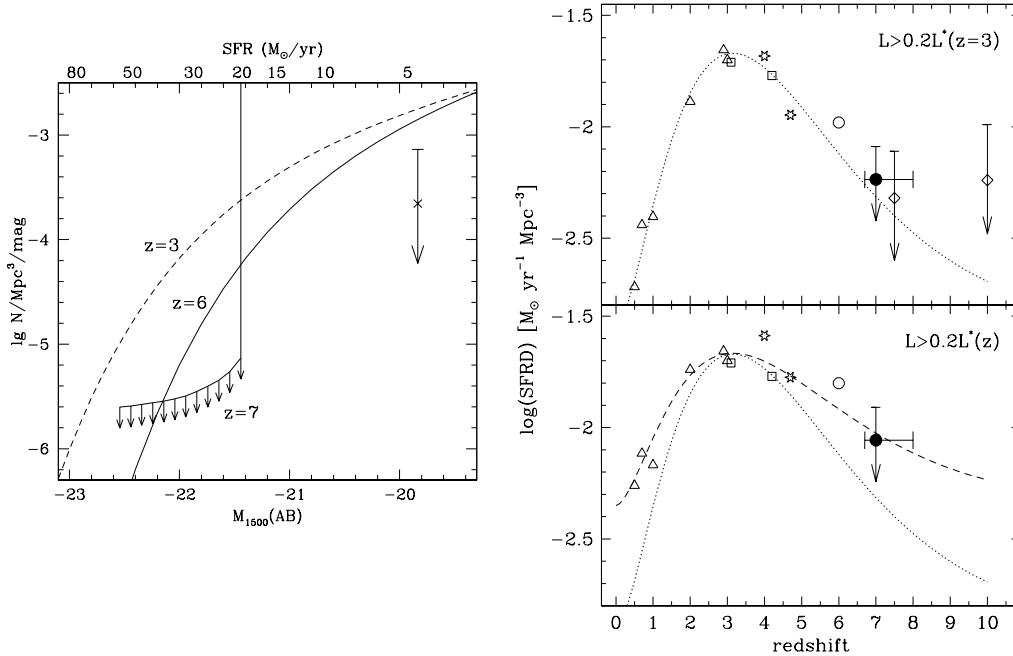 SFR (M⊙/yr)
80 50 40 30 20 15 10 5
-3
-4
-5
-6
lg N/Mpc³/mag
z=3
z=6
z=7
-23 -22 -21 -20
M1500(AB)
-1.5
L>0.2L*(z=3)
-2
-2.5
log(SFRD) [M⊙ yr⁻¹ Mpc⁻³]
-1.5
L>0.2L*(z)
-2
-2.5
0 1 2 3 4 5 6 7 8 9 10
redshift